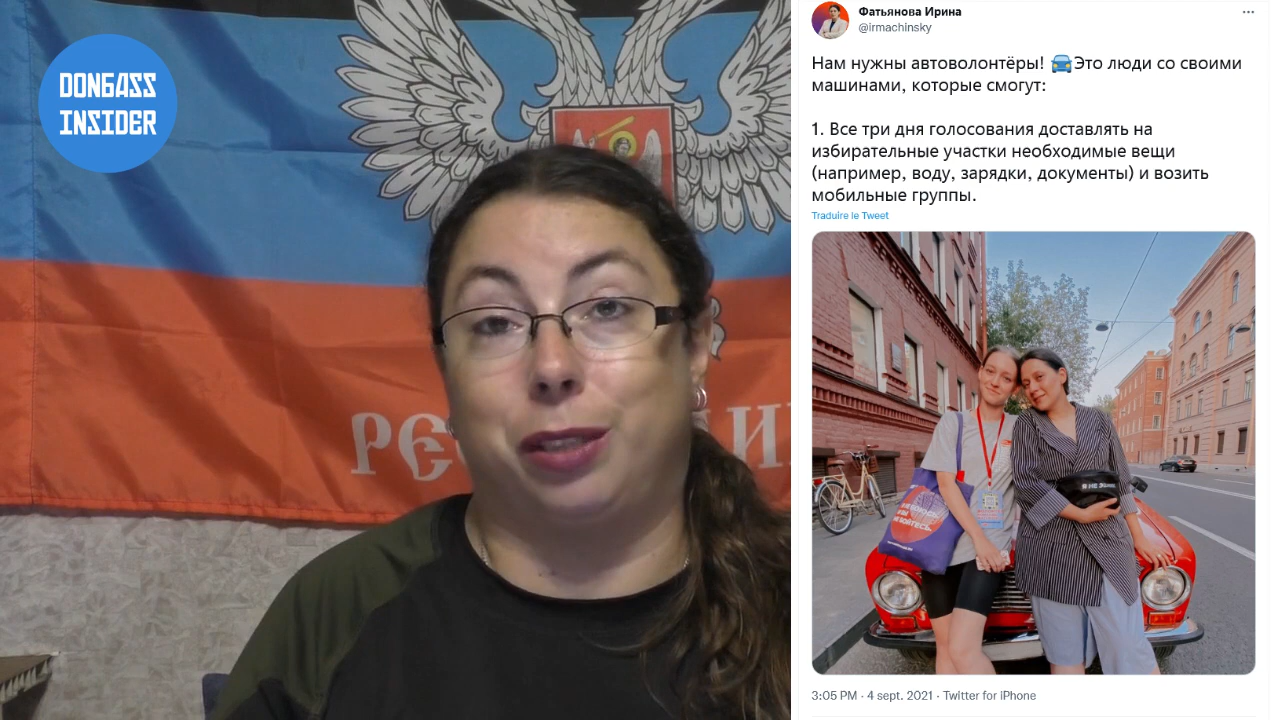 DONBASS
INSIDER
Фатьянова Ирина
@irmachinsky
Нам нужны автоволонтёры! 🚘Это люди со своими
машинами, которые смогут:
1. Все три дня голосования доставлять на
избирательные участки необходимые вещи
(например, воду, зарядки, документы) и возить
мобильные группы.
Traduire le Tweet
3:05 PM · 4 sept. 2021 · Twitter for iPhone